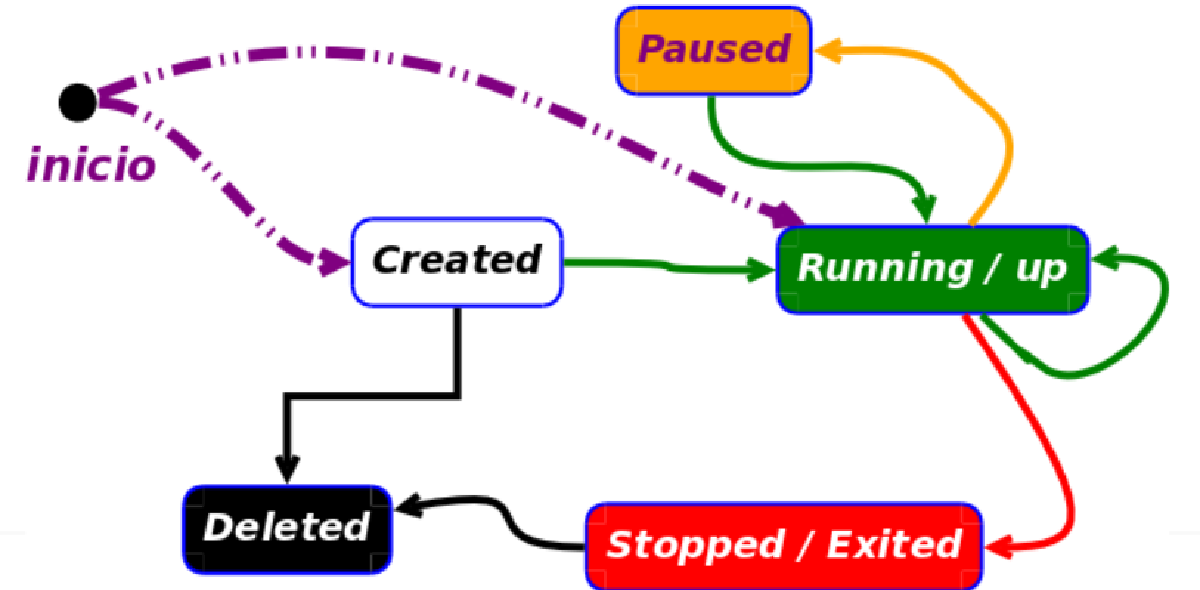 Paused
inicio
Created
Running / up
Deleted
Stopped / Exited